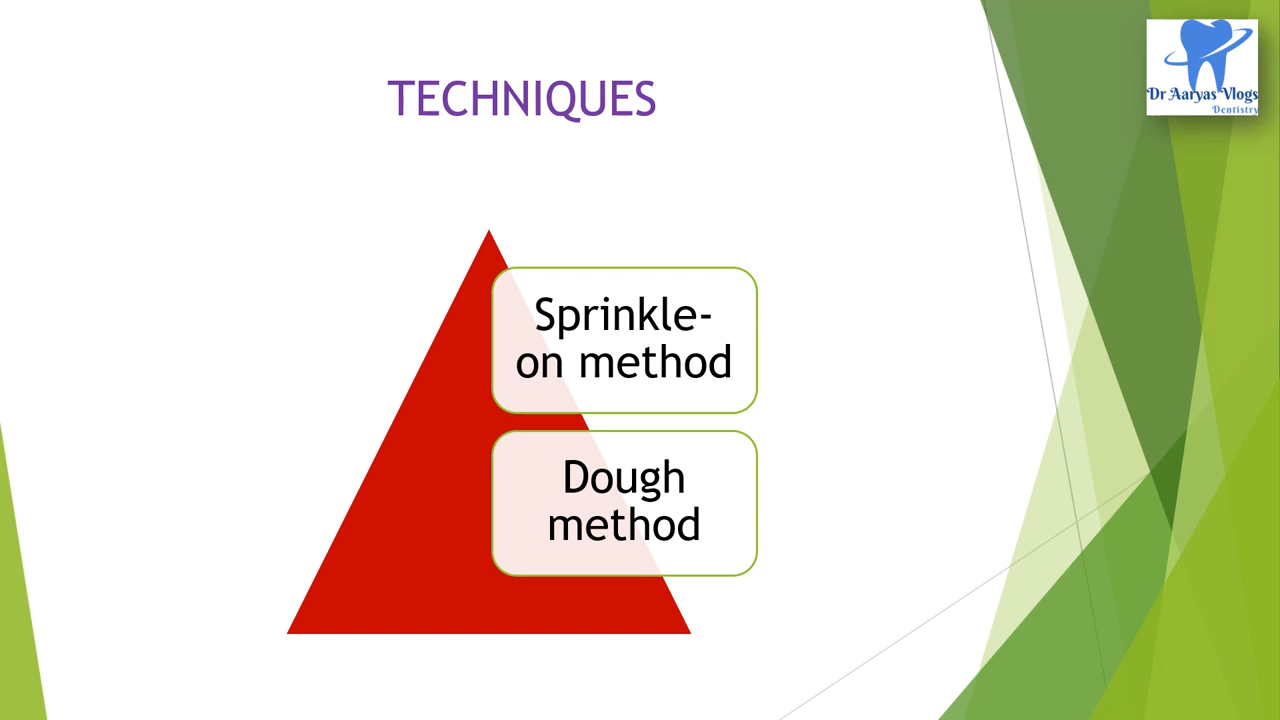 TECHNIQUES
Dr Aaryas Vlogs
Dentistry
Sprinkle-
on method
Dough
method